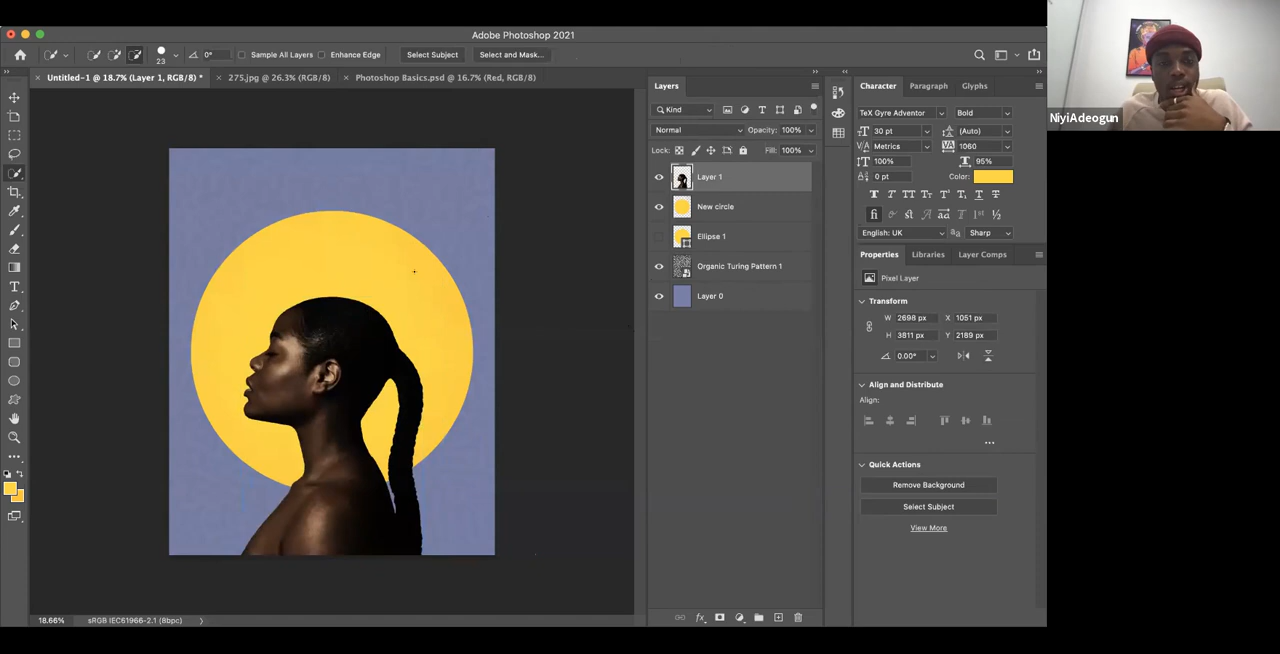 Adobe Photoshop 2021
23
0°
Sample All Layers
Enhance Edge
Select Subject
Select and Mask...
Untitled-1 @ 18.7% (Layer 1, RGB/8) *
275.jpg @ 26.3% (RGB/8)
Photoshop Basics.psd @ 16.7% (Red, RGB/8)
Layers
Kind
Normal
Opacity: 100%
Lock:
Fill: 100%
Layer 1
New circle
Ellipse 1
Organic Turing Pattern 1
Layer 0
Character
Paragraph
Glyphs
TeX Gyre Adventor
Bold
30 pt
(Auto)
Metrics
1060
100%
95%
0 pt
Color:
English: UK
Sharp
Properties
Libraries
Layer Comps
Pixel Layer
Transform
W 2698 px
X 1051 px
H 3811 px
Y 2189 px
0.00°
Align and Distribute
Align:
Quick Actions
Remove Background
Select Subject
View More
18.66%
sRGB IEC61966-2.1 (8bpc)
NiyiAdeogun